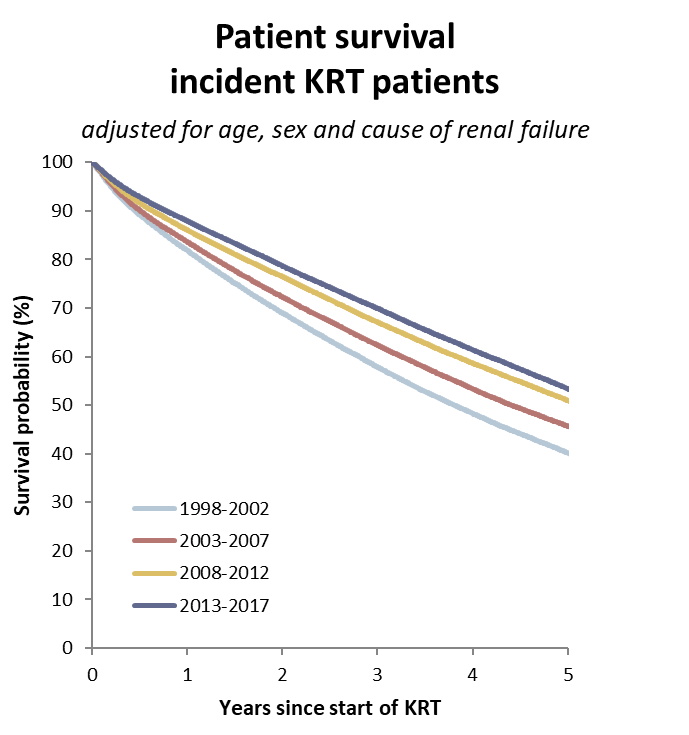 Patient survival
incident KRT patients
adjusted for age, sex and cause of renal failure
100
90
80
70
60
50
40
30
20
10
0
Survival probability (%)
1998-2002
2003-2007
2008-2012
2013-2017
0 1 2 3 4 5
Years since start of KRT